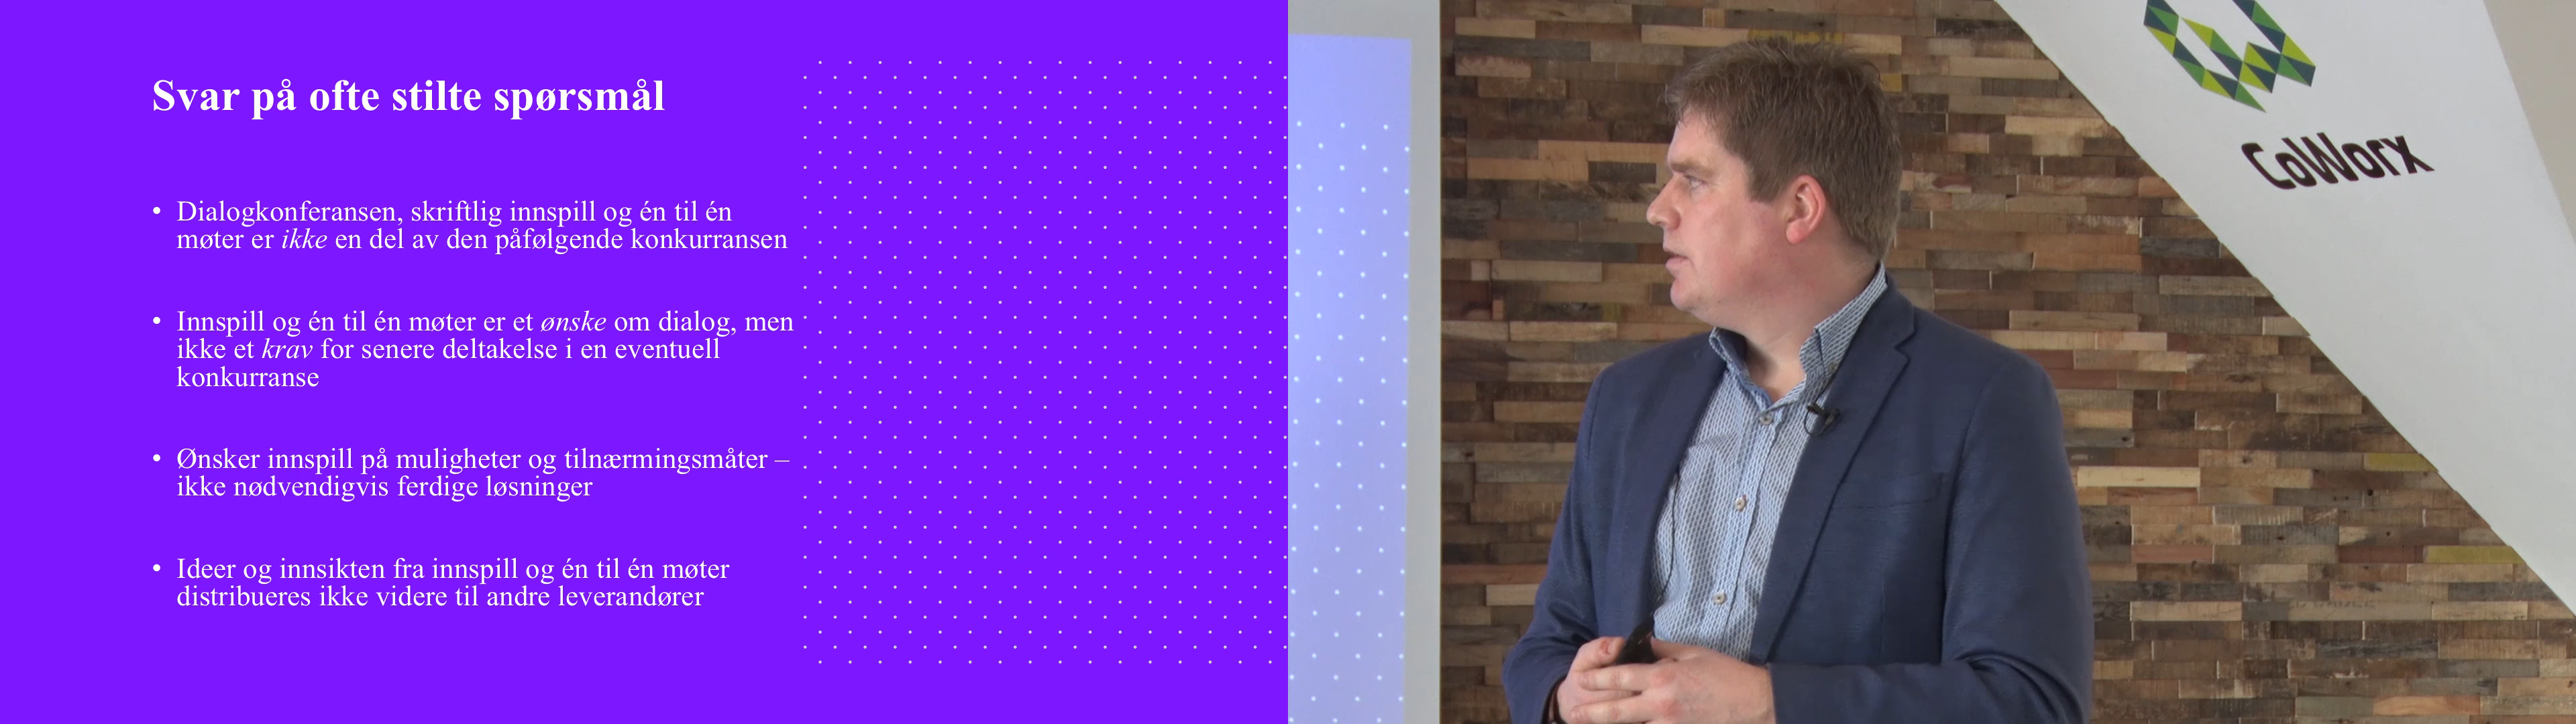 Svar på ofte stilte spørsmål
• Dialogkonferansen, skriftlig innspill og én til én
møter er ikke en del av den påfølgende konkurransen
• Innspill og én til én møter er et ønske om dialog, men
ikke et krav for senere deltakelse i en eventuell
konkurranse
• Ønsker innspill på muligheter og tilnærmingsmåter –
ikke nødvendigvis ferdige løsninger
• Ideer og innsikten fra innspill og én til én møter
distribueres ikke videre til andre leverandører
CoWorx